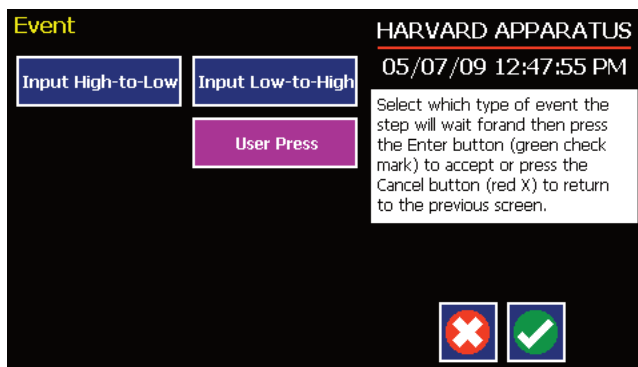 Event
Input High-to-Low
Input Low-to-High
User Press
HARVARD APPARATUS
05/07/09 12:47:55 PM
Select which type of event the
step will wait forand then press
the Enter button (green check
mark) to accept or press the
Cancel button (red X) to return
to the previous screen.